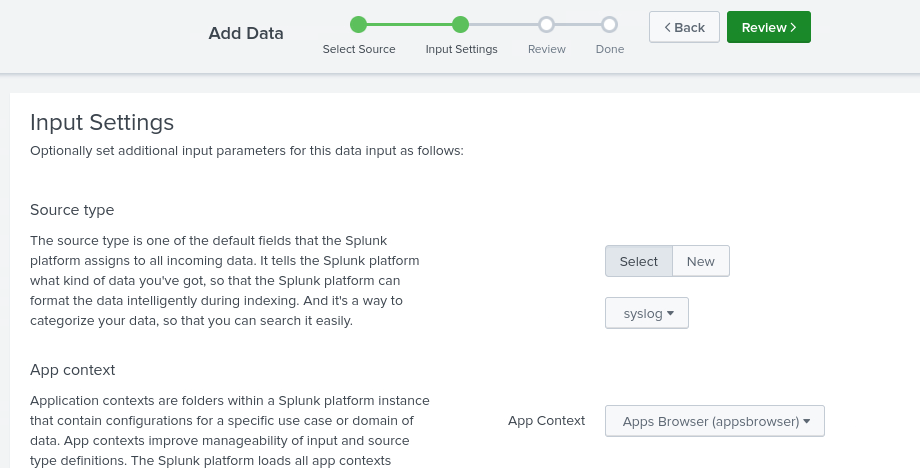 Add Data
Select Source
Input Settings
Review
Done
< Back
Review >
Input Settings
Optionally set additional input parameters for this data input as follows:
Source type
The source type is one of the default fields that the Splunk
platform assigns to all incoming data. It tells the Splunk platform
what kind of data you've got, so that the Splunk platform can
format the data intelligently during indexing. And it's a way to
categorize your data, so that you can search it easily.
Select
New
syslog
App context
Application contexts are folders within a Splunk platform instance
that contain configurations for a specific use case or domain of
data. App contexts improve manageability of input and source
type definitions. The Splunk platform loads all app contexts
App Context
Apps Browser (appsbrowser)